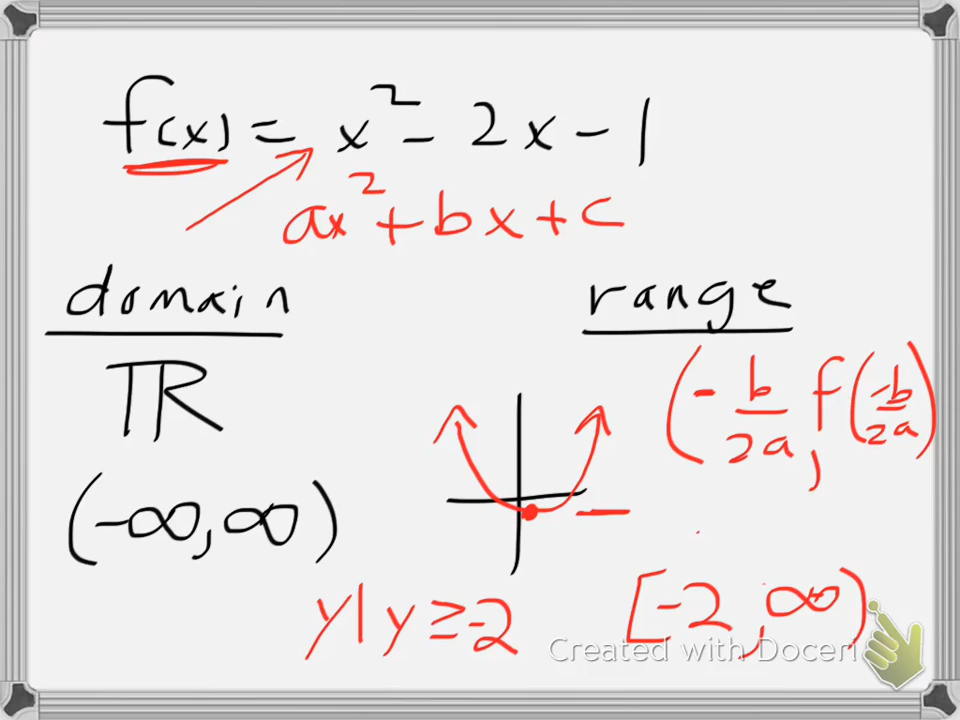 f(x) = x² - 2x - 1
ax² + bx + c
domain
ℝ
(-∞, ∞)
range
(-b/2a, f(-b/2a)
y | y ≥ -2
[-2, ∞)
Created with Doceri